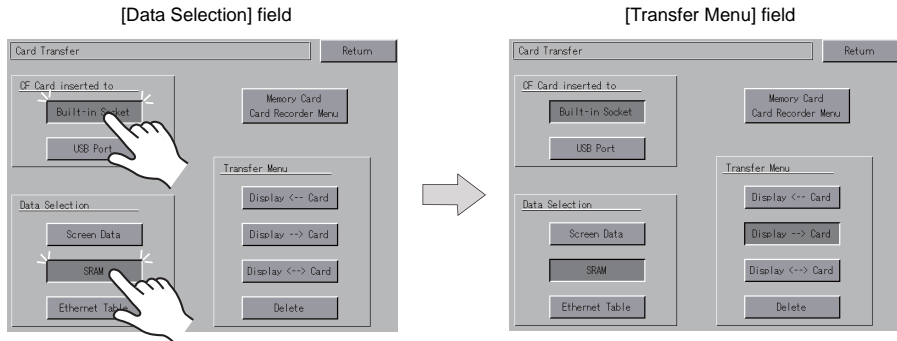 [Data Selection] field
Card Transfer
Return
CF Card inserted to
Built-in Socket
USB Port
Memory Card
Card Recorder Menu
Data Selection
Screen Data
SRAM
Ethernet Table
Transfer Menu
Display <-- Card
Display --> Card
Display <--> Card
Delete
[Transfer Menu] field
Card Transfer
Return
CF Card inserted to
Built-in Socket
USB Port
Memory Card
Card Recorder Menu
Data Selection
Screen Data
SRAM
Ethernet Table
Transfer Menu
Display <-- Card
Display --> Card
Display <--> Card
Delete